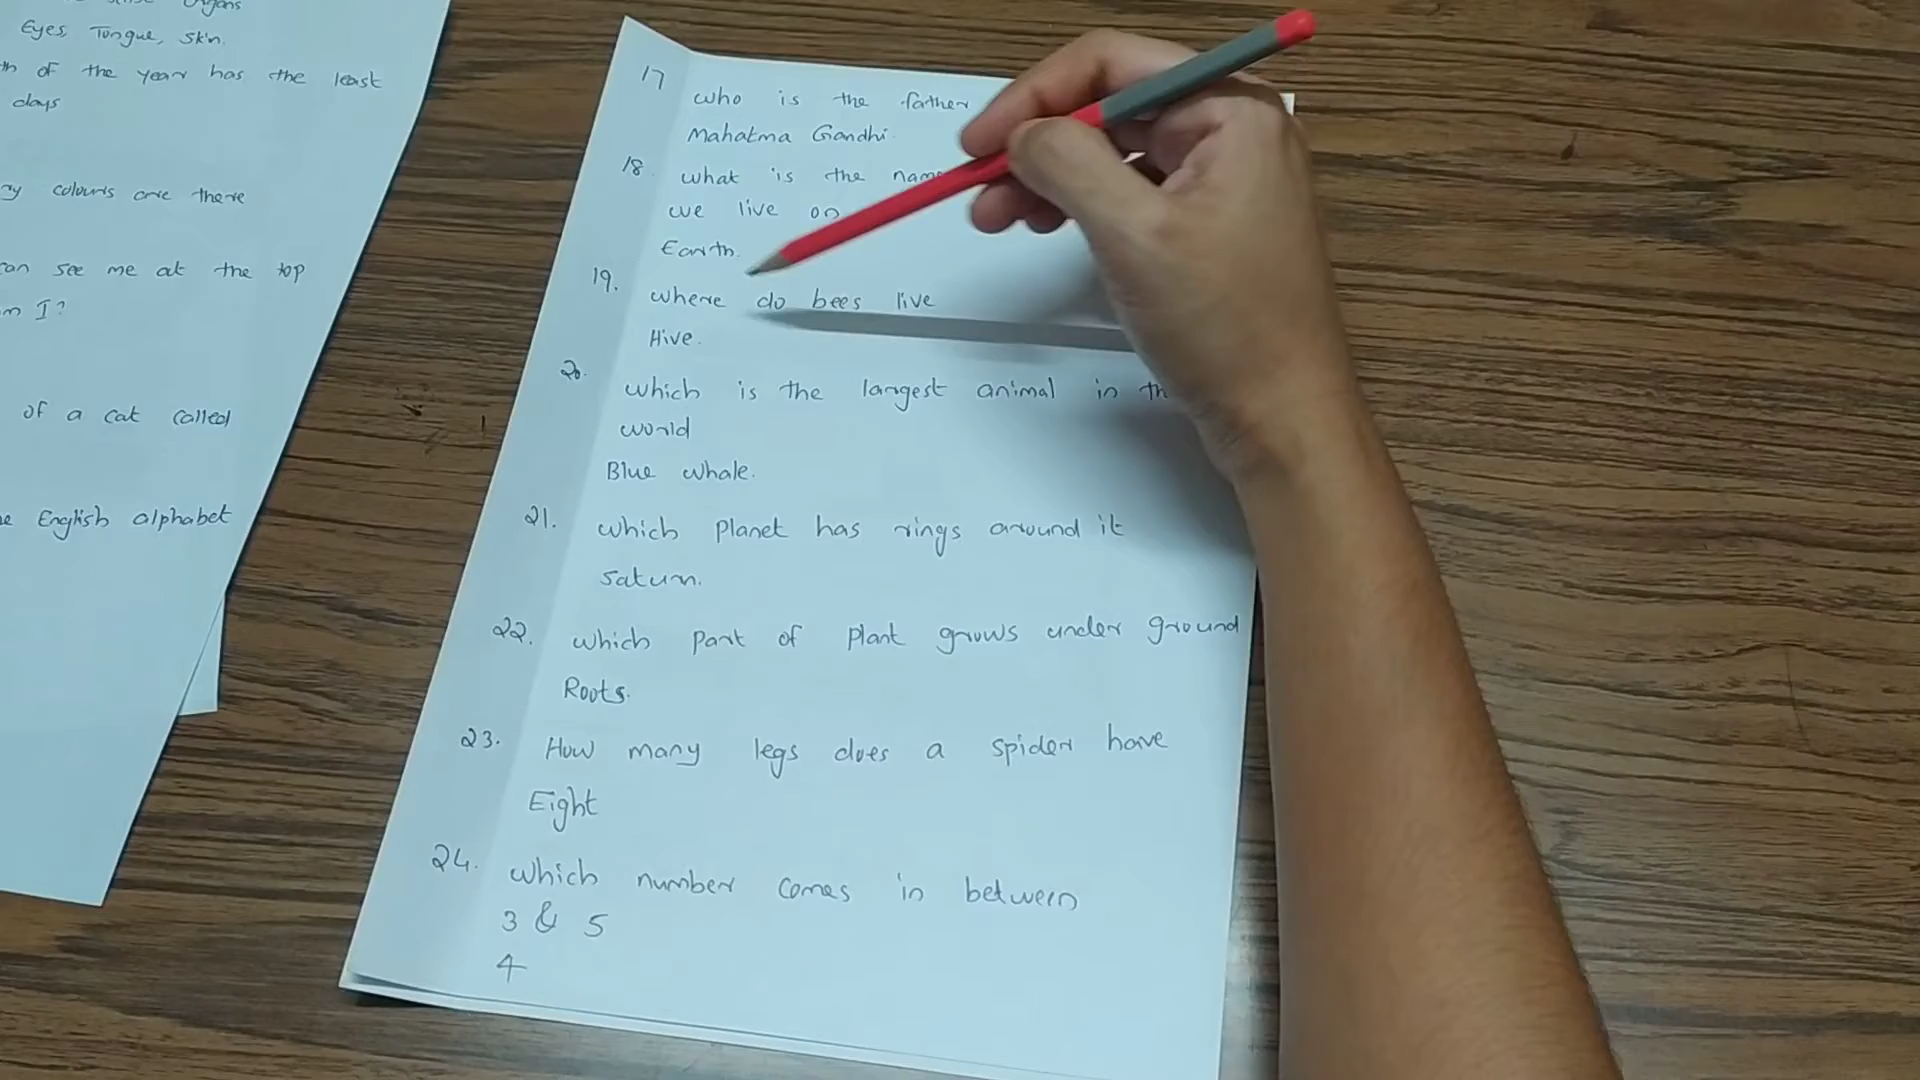 Organs
Eyes, Tongue, Skin.
of the year has the least
days
colours are there
see me at the top
I?
of a cat called
English alphabet
17 who is the father
Mahatma Gandhi.
18. what is the
we live on
Earth.
19. where do bees live
Hive.
20. which is the largest animal in
world
Blue whale.
21. which planet has rings around it
Saturn.
22. which part of plant grows under ground
Roots.
23. How many legs does a spider have
Eight
24. which number comes in between
3 & 5
4